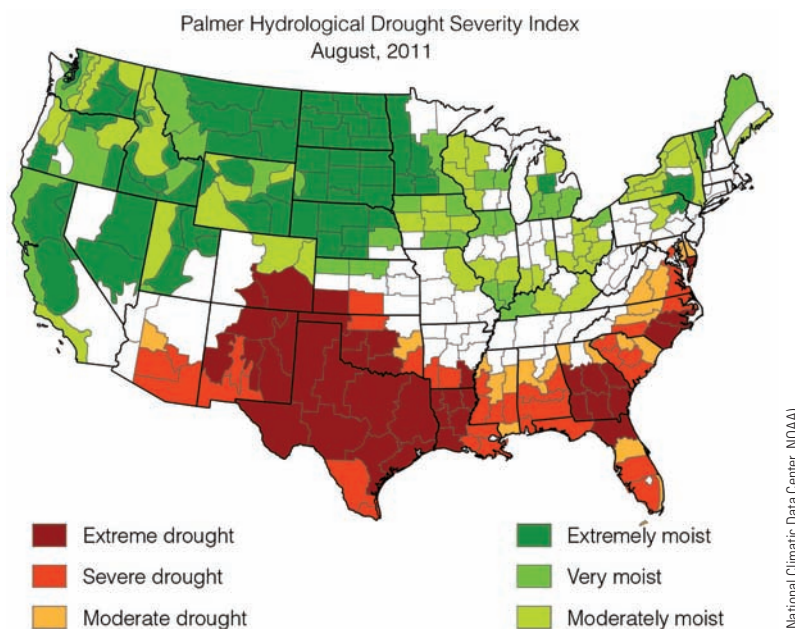 Palmer Hydrological Drought Severity Index
August, 2011
Extreme drought
Severe drought
Moderate drought
Extremely moist
Very moist
Moderately moist
National Climatic Data Center, NOAA)